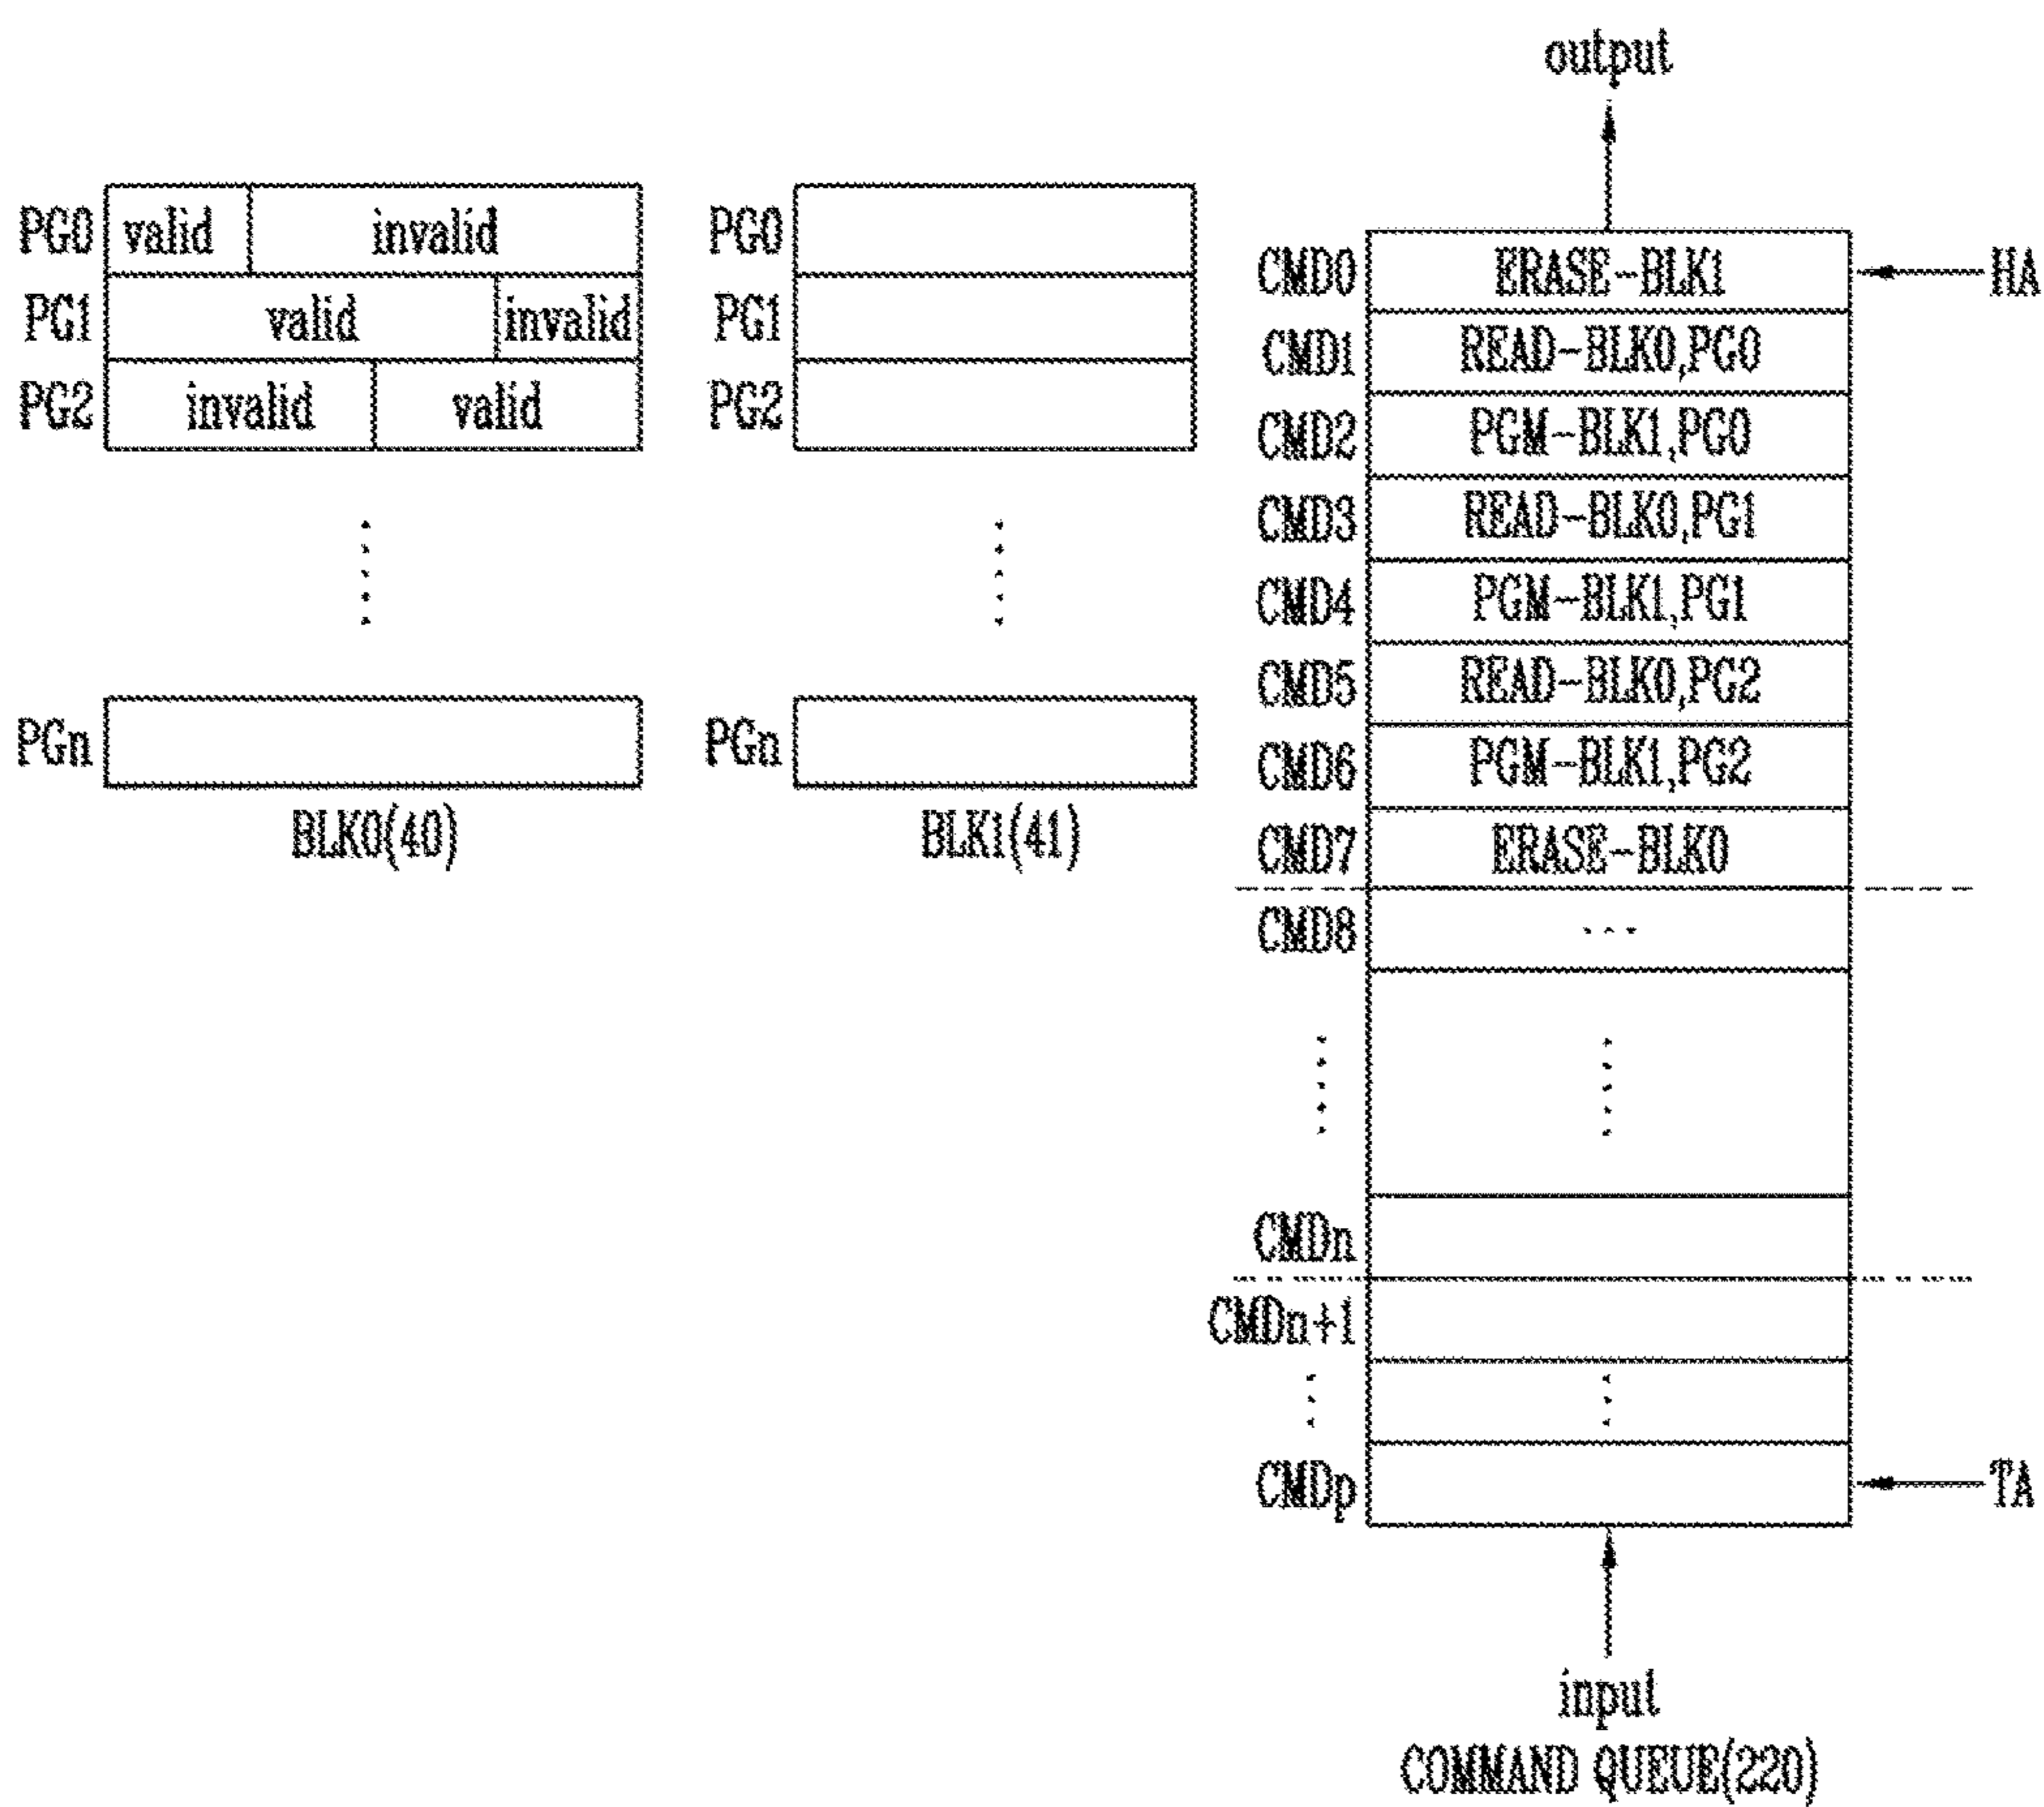 output
PG0 valid invalid
PG1 valid invalid
PG2 invalid valid
PGn
BLK0(40)
PG0
PG1
PG2
PGn
BLK1(41)
CMD0 ERASE-BLK1 HA
CMD1 READ-BLK0,PG0
CMD2 PGM-BLK1,PG0
CMD3 READ-BLK0,PG1
CMD4 PGM-BLK1,PG1
CMD5 READ-BLK0,PG2
CMD6 PGM-BLK1,PG2
CMD7 ERASE-BLK0
CMD8 ...
CMDn
CMDn+1
CMDp TA
input
COMMAND QUEUE(220)